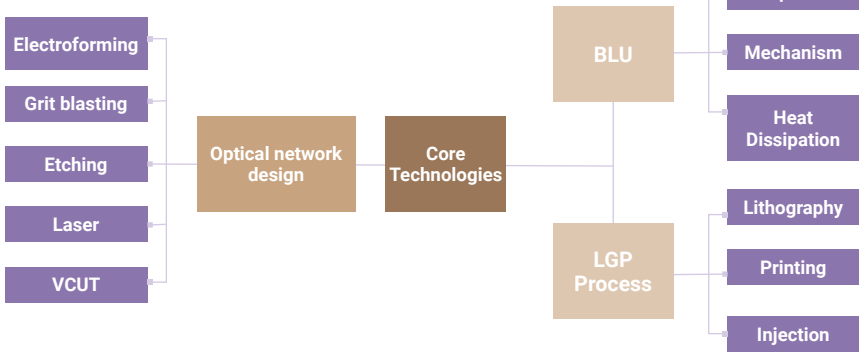 Electroforming
Grit blasting
Etching
Laser
VCUT
Optical network
design
Core
Technologies
BLU
Mechanism
Heat
Dissipation
LGP
Process
Lithography
Printing
Injection